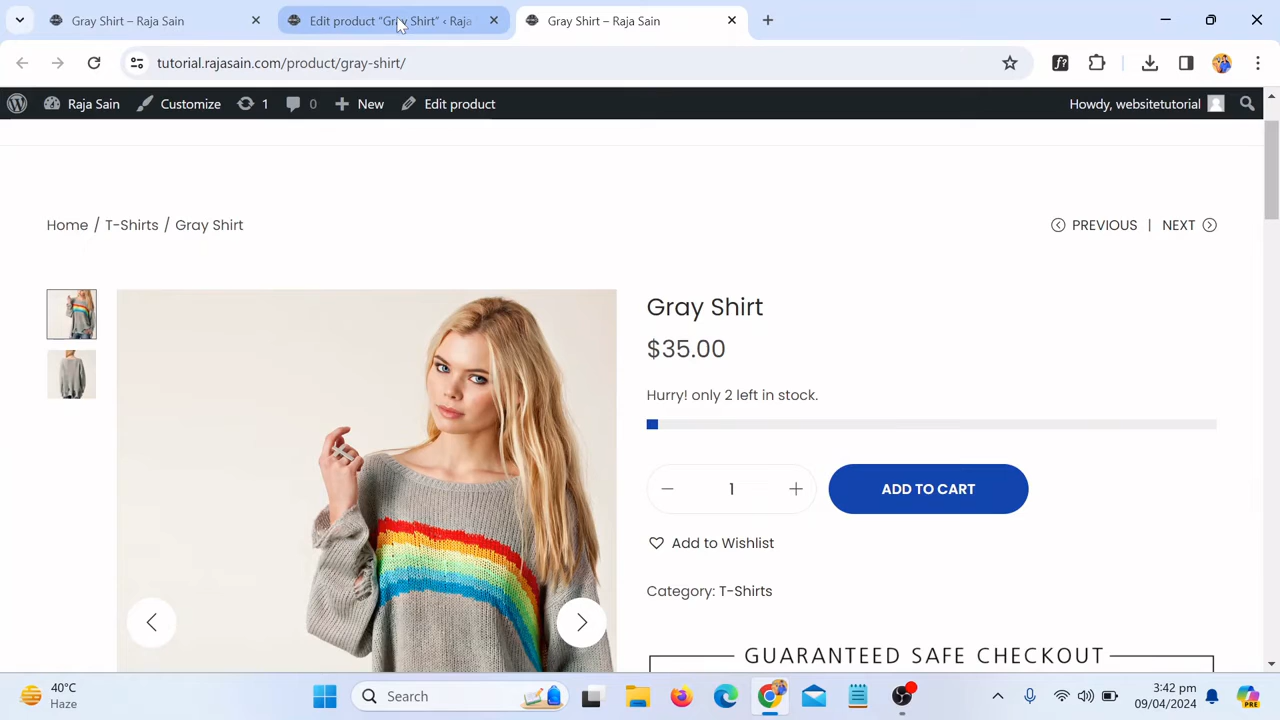 Gray Shirt – Raja Sain
Edit product “Gray Shirt” ‹ Raja
Gray Shirt – Raja Sain
tutorial.rajasain.com/product/gray-shirt/
Raja Sain
Customize
1
0
New
Edit product
Howdy, websitetutorial
Home / T-Shirts / Gray Shirt
PREVIOUS | NEXT
Gray Shirt
$35.00
Hurry! only 2 left in stock.
1
ADD TO CART
Add to Wishlist
Category: T-Shirts
GUARANTEED SAFE CHECKOUT
40°C
Haze
Search
3:42 pm
09/04/2024
PRE